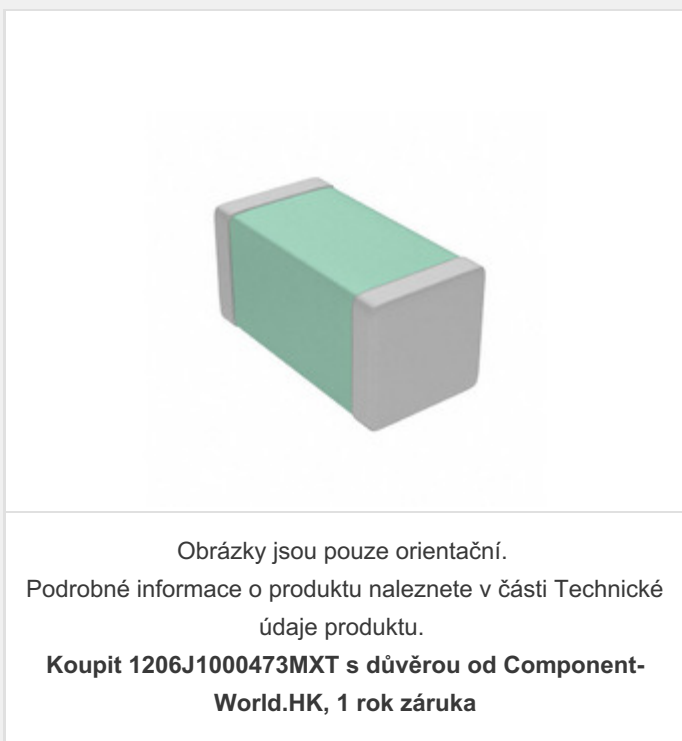 Obrázky jsou pouze orientační.
Podrobné informace o produktu naleznete v části Technické
údaje produktu.
Koupit 1206J1000473MXT s důvěrou od Component-
World.HK, 1 rok záruka